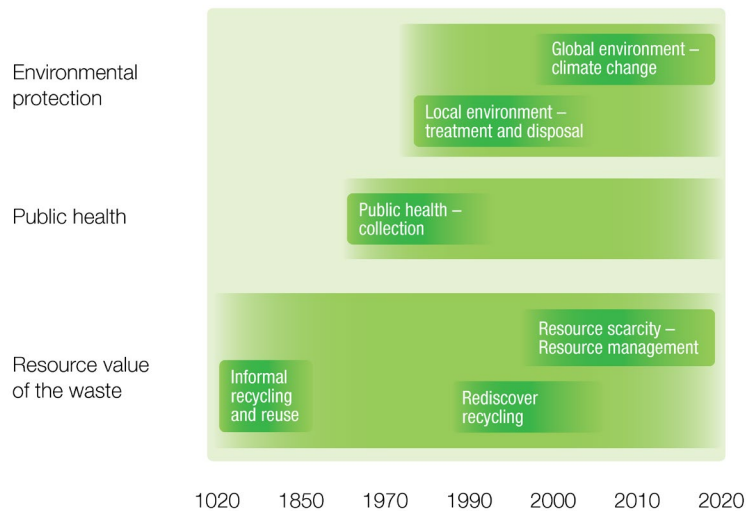 Environmental
protection
Global environment –
climate change
Local environment –
treatment and disposal
Public health
Public health –
collection
Resource value
of the waste
Resource scarcity –
Resource management
Informal
recycling
and reuse
Rediscover
recycling
1020 1850 1970 1990 2000 2010 2020